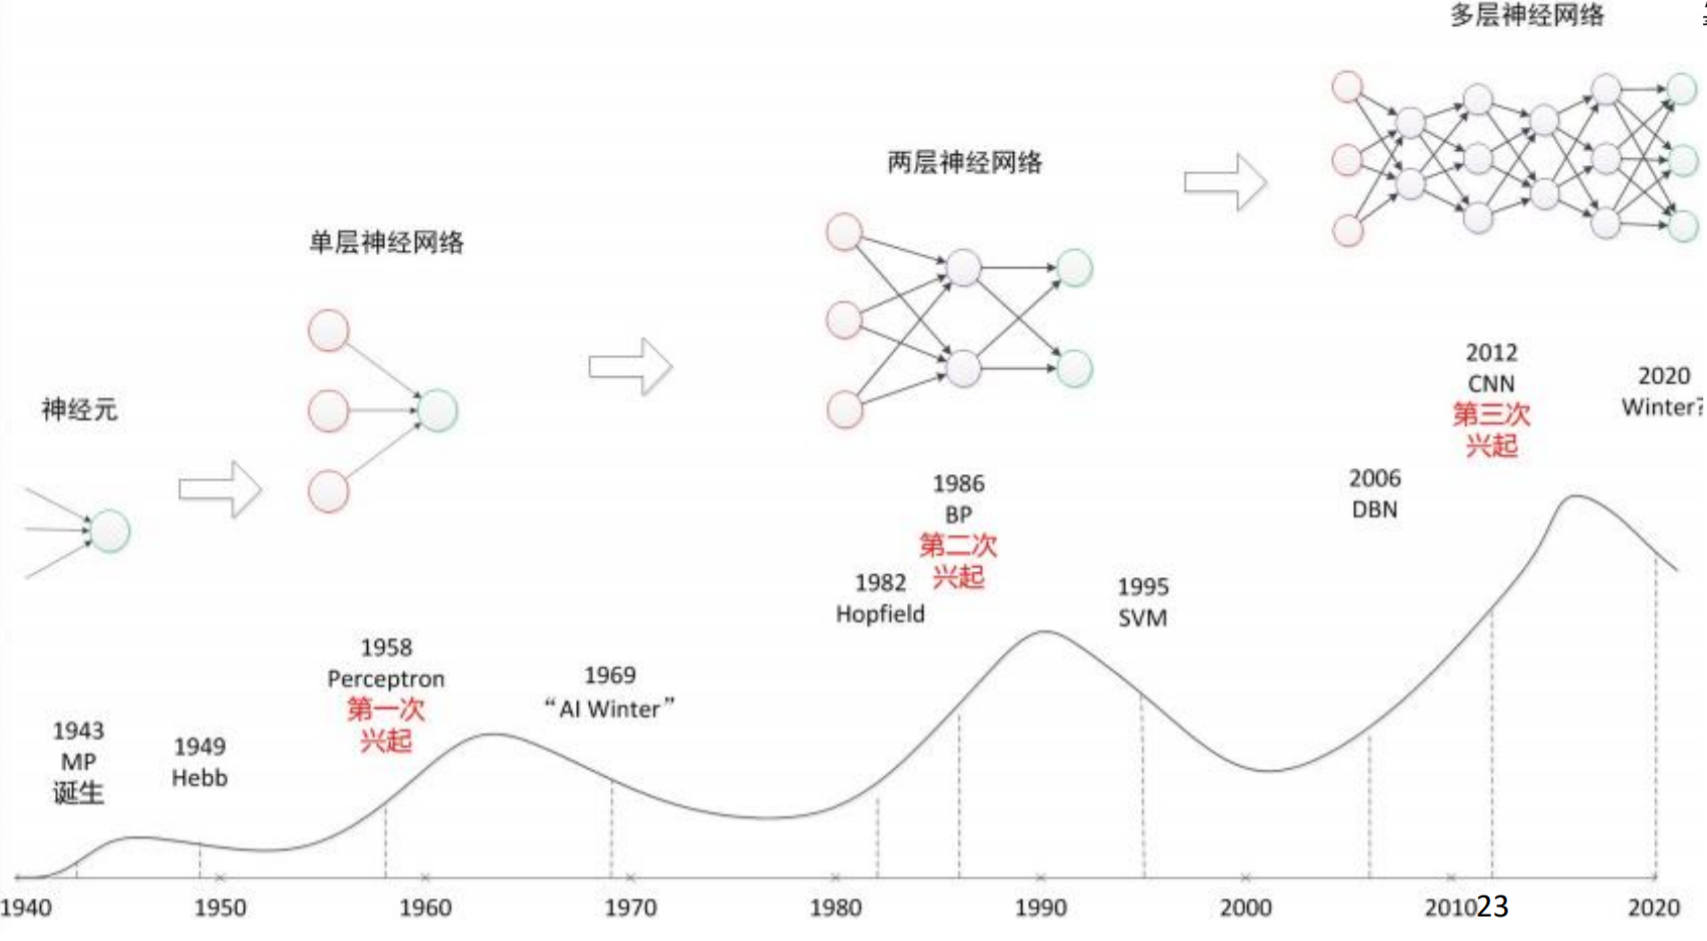 多层神经网络
两层神经网络
单层神经网络
神经元
1943
MP
诞生
1949
Hebb
1958
Perceptron
第一次
兴起
1969
“AI Winter”
1982
Hopfield
1986
BP
第二次
兴起
1995
SVM
2006
DBN
2012
CNN
第三次
兴起
2020
Winter?
1940 1950 1960 1970 1980 1990 2000 2010 2020
23